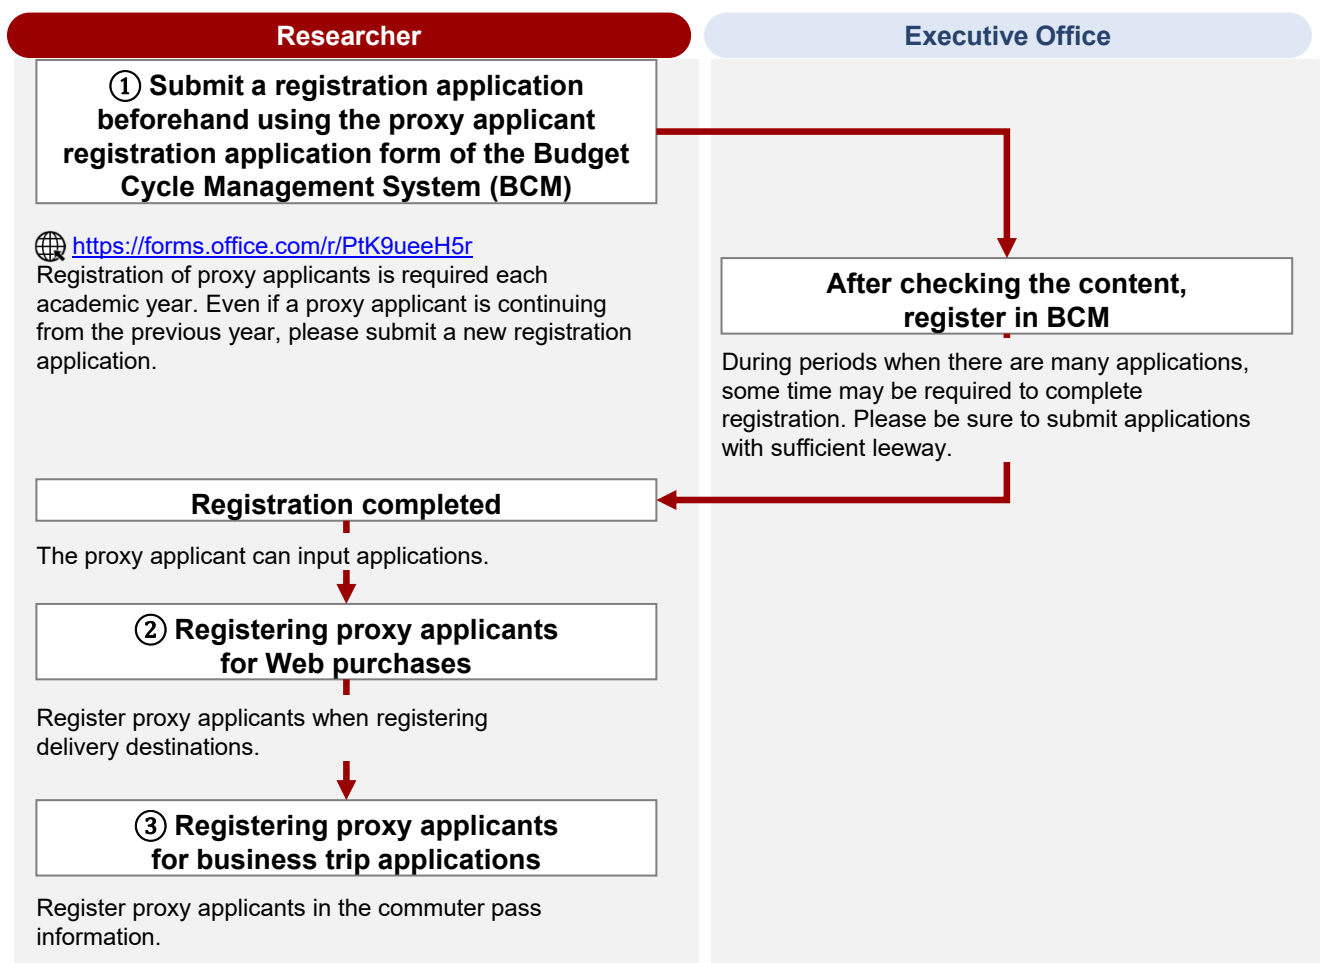 Researcher
Executive Office
① Submit a registration application
beforehand using the proxy applicant
registration application form of the Budget
Cycle Management System (BCM)
https://forms.office.com/r/PtK9ueeH5r
Registration of proxy applicants is required each
academic year. Even if a proxy applicant is continuing
from the previous year, please submit a new registration
application.
After checking the content,
register in BCM
During periods when there are many applications,
some time may be required to complete
registration. Please be sure to submit applications
with sufficient leeway.
Registration completed
The proxy applicant can input applications.
② Registering proxy applicants
for Web purchases
Register proxy applicants when registering
delivery destinations.
③ Registering proxy applicants
for business trip applications
Register proxy applicants in the commuter pass
information.